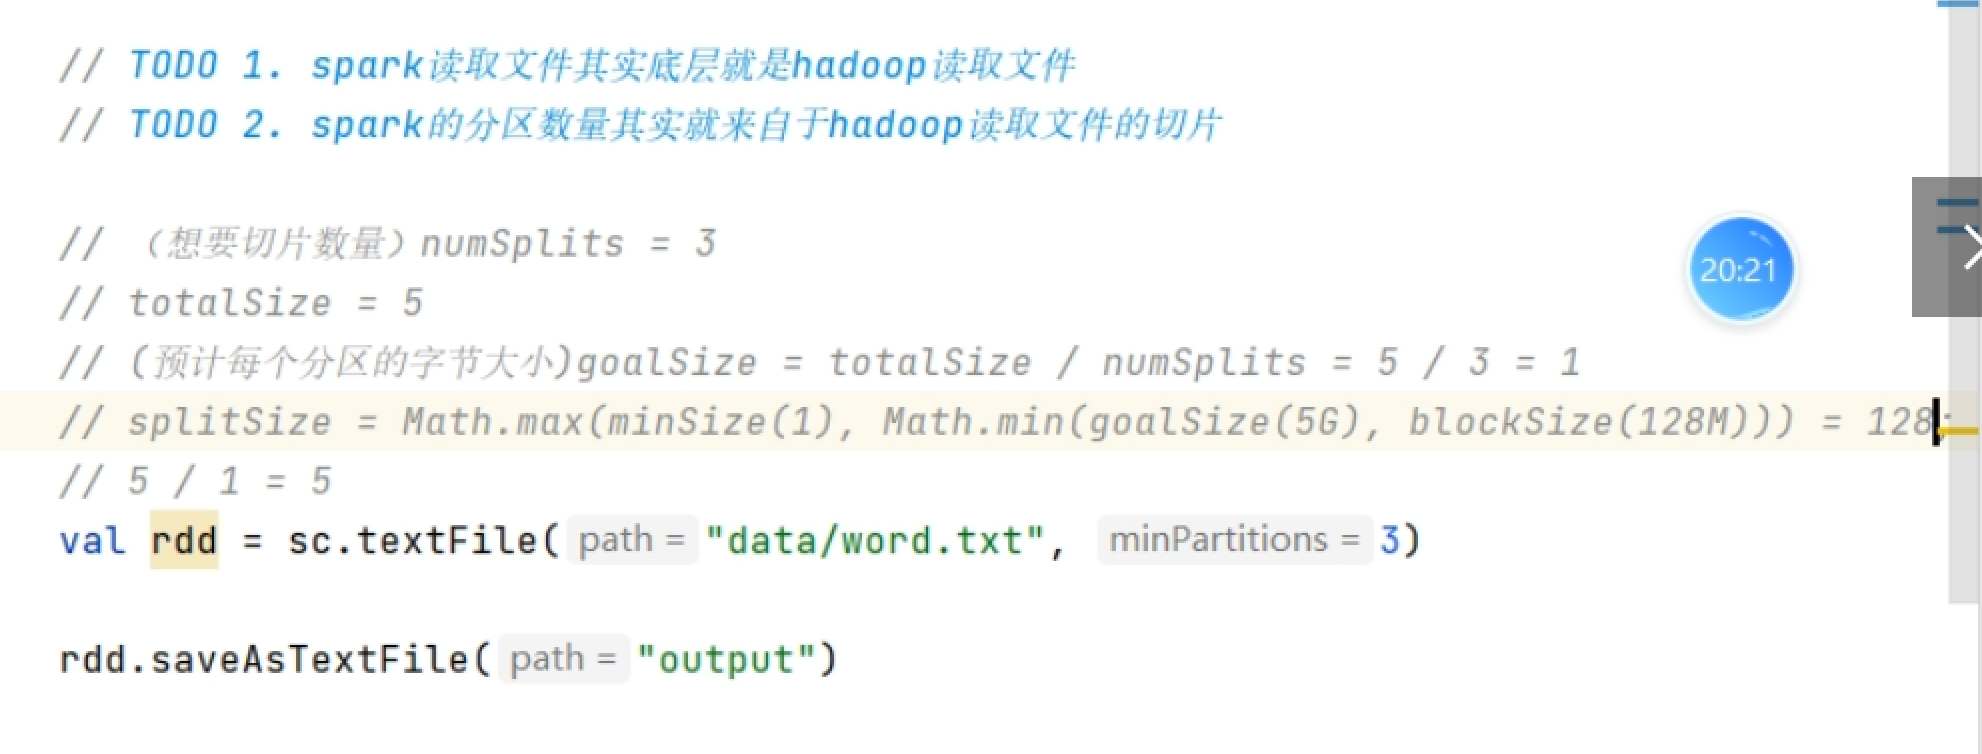 // TODO 1. spark读取文件其实底层就是hadoop读取文件
// TODO 2. spark的分区数量其实就来自于hadoop读取文件的切片
// （想要切片数量）numSplits = 3
20:21
// totalSize = 5
// (预计每个分区的字节大小)goalSize = totalSize / numSplits = 5 / 3 = 1
// splitSize = Math.max(minSize(1), Math.min(goalSize(5G), blockSize(128M))) = 128;
// 5 / 1 = 5
val rdd = sc.textFile( path = "data/word.txt", minPartitions = 3)
rdd.saveAsTextFile( path = "output")